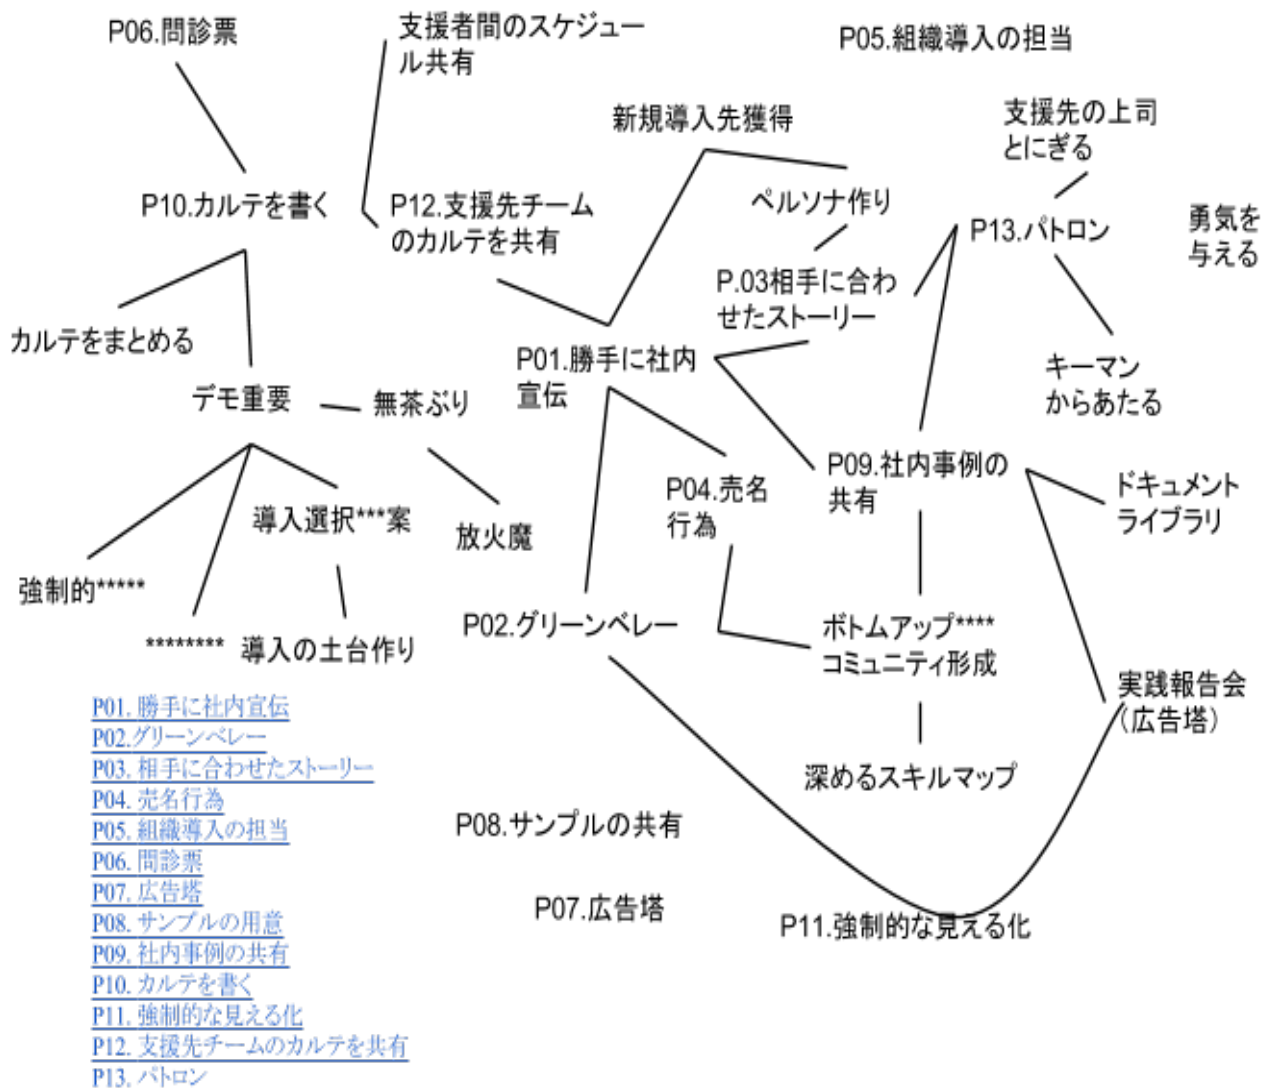 P06.問診票
支援者間のスケジュー
ル共有
P05.組織導入の担当
新規導入先獲得
支援先の上司
とにぎる
P10.カルテを書く
P12.支援先チーム
のカルテを共有
ペルソナ作り
P13.パトロン
勇気を
与える
P.03相手に合わ
せたストーリー
カルテをまとめる
P01.勝手に社内
宣伝
キーマン
からあたる
デモ重要
無茶ぶり
P04.売名
行為
P09.社内事例の
共有
ドキュメント
ライブラリ
導入選択***案
放火魔
強制的*****
********
導入の土台作り
P02.グリーンベレー
ボトムアップ****
コミュニティ形成
実践報告会
（広告塔）
深めるスキルマップ
P08.サンプルの共有
P07.広告塔
P11.強制的な見える化
P01. 勝手に社内宣伝
P02.グリーンベレー
P03. 相手に合わせたストーリー
P04. 売名行為
P05. 組織導入の担当
P06. 問診票
P07. 広告塔
P08. サンプルの用意
P09. 社内事例の共有
P10. カルテを書く
P11. 強制的な見える化
P12. 支援先チームのカルテを共有
P13. パトロン